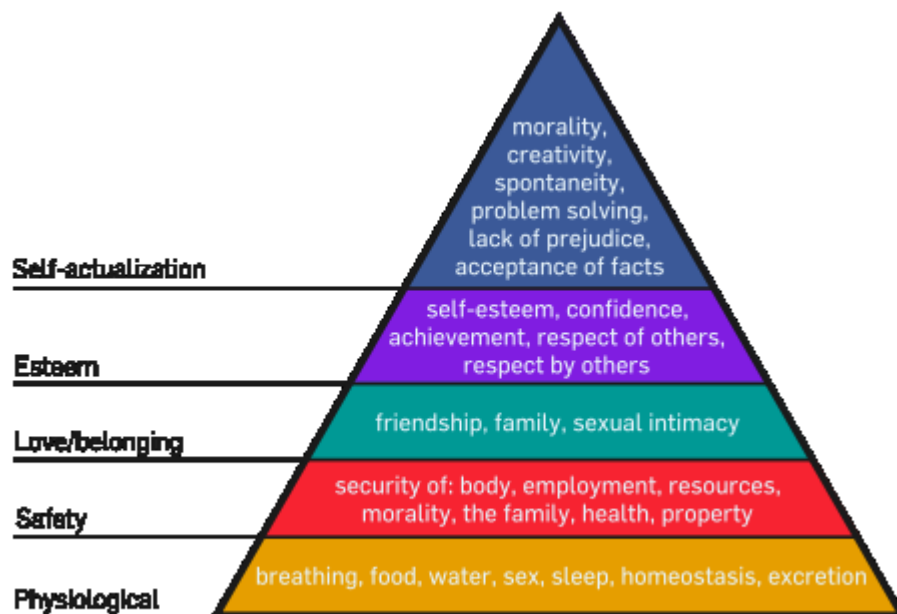 morality,
creativity,
spontaneity,
problem solving,
lack of prejudice,
acceptance of facts
Self-actualization
self-esteem, confidence,
achievement, respect of others,
respect by others
Esteem
friendship, family, sexual intimacy
Love/belonging
security of: body, employment, resources,
morality, the family, health, property
Safety
breathing, food, water, sex, sleep, homeostasis, excretion
Physiological